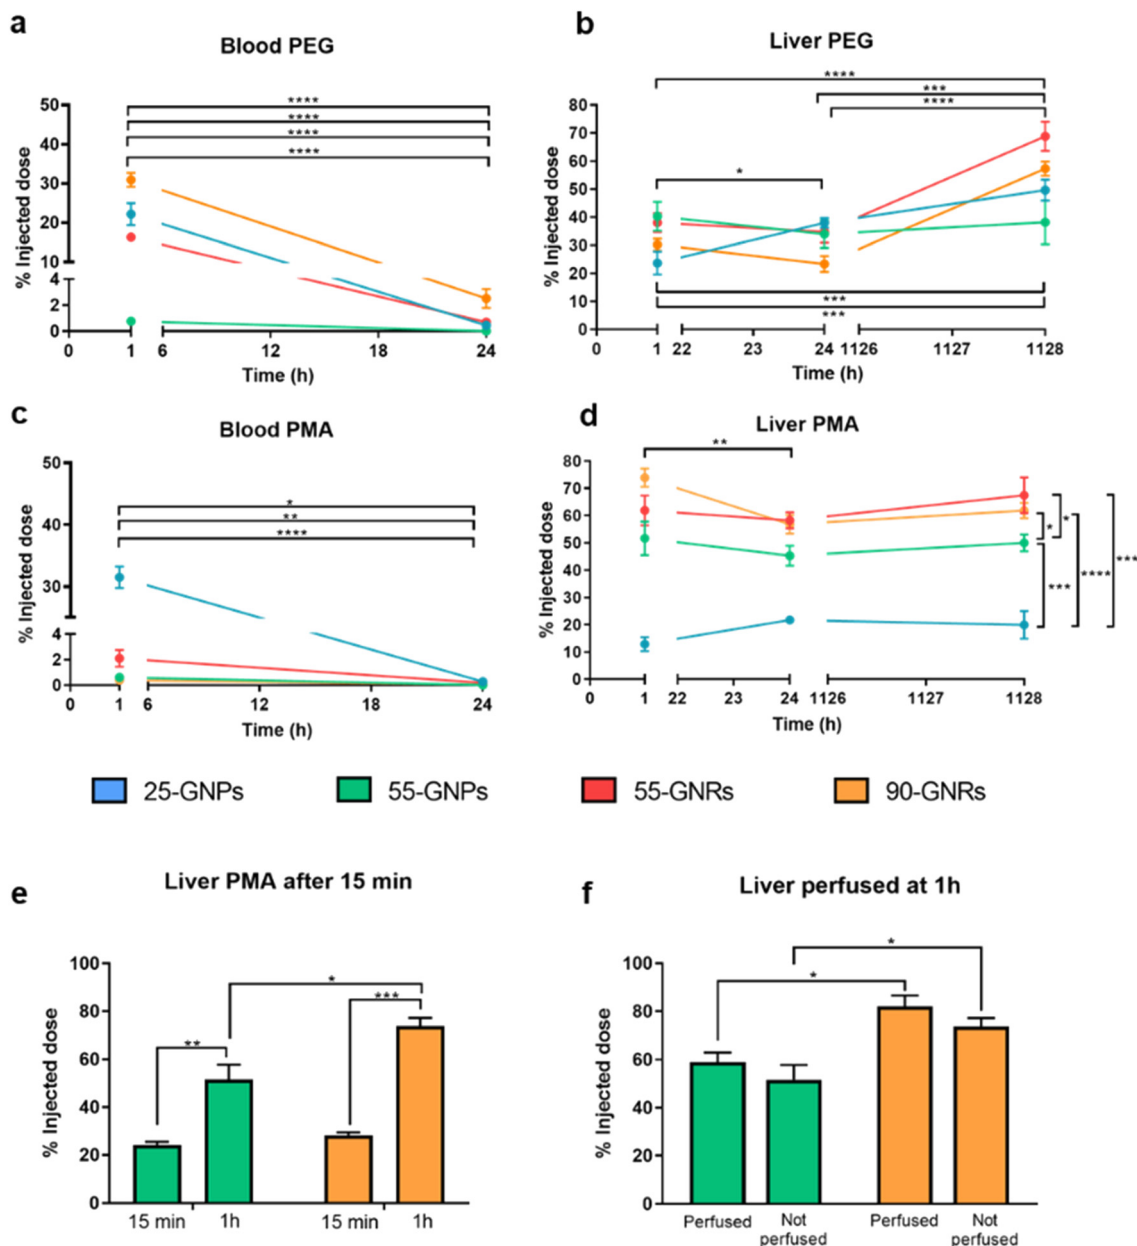 a
Blood PEG
% Injected dose
50
40
30
20
10
4
2
0
****
****
****
****
0 1 6 12 18 24
Time (h)
b
Liver PEG
% Injected dose
80
70
60
50
40
30
20
10
0
****
***
****
*
***
***
0 1 22 23 24 1126 1127 1128
Time (h)
c
Blood PMA
% Injected dose
50
40
30
4
2
0
*
**
****
0 1 6 12 18 24
Time (h)
d
Liver PMA
% Injected dose
80
70
60
50
40
30
20
10
0
**
*
*
***
****
***
0 1 22 23 24 1126 1127 1128
Time (h)
25-GNPs 55-GNPs 55-GNRs 90-GNRs
e
Liver PMA after 15 min
% Injected dose
100
80
60
40
20
0
**
***
*
15 min 1h 15 min 1h
f
Liver perfused at 1h
% Injected dose
100
80
60
40
20
0
*
*
Perfused Not Perfused Not
perfused perfused